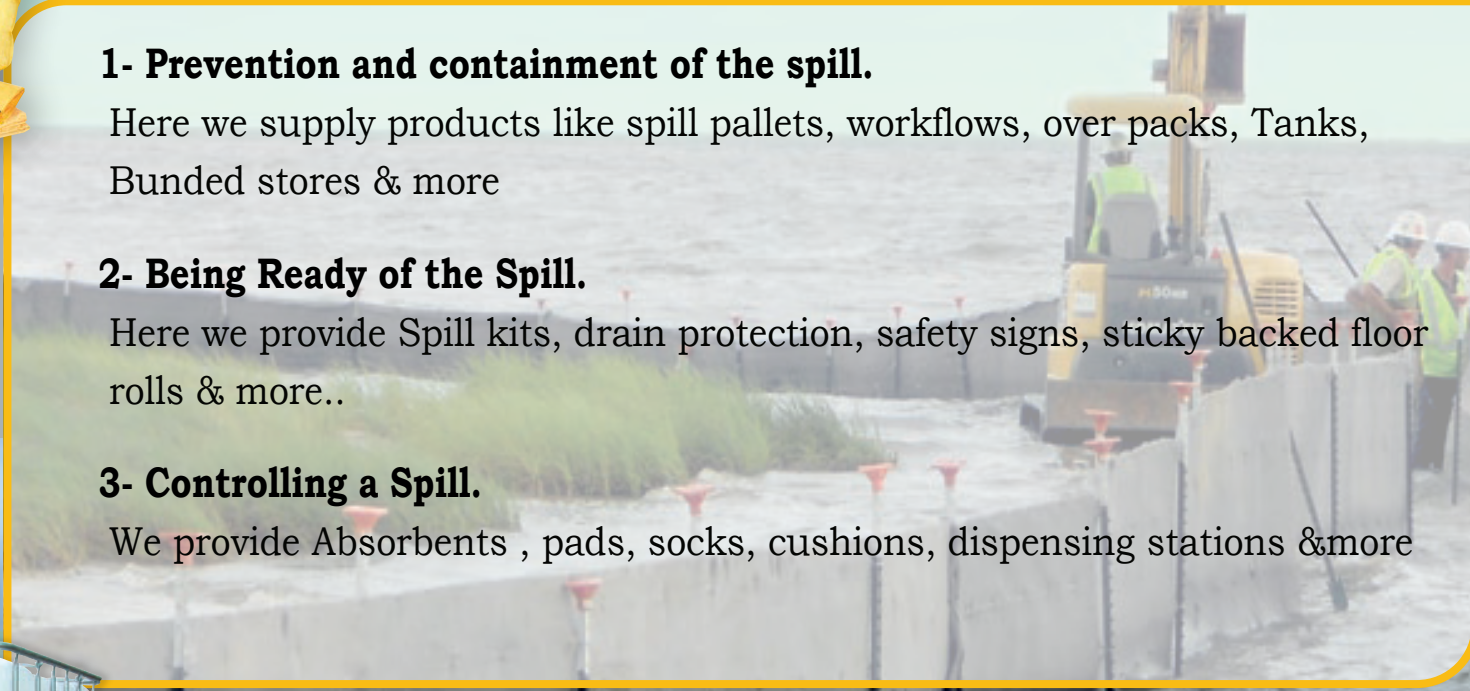 1- Prevention and containment of the spill.
Here we supply products like spill pallets, workflows, over packs, Tanks,
Bunded stores & more
2- Being Ready of the Spill.
Here we provide Spill kits, drain protection, safety signs, sticky backed floor
rolls & more..
3- Controlling a Spill.
We provide Absorbents , pads, socks, cushions, dispensing stations &more